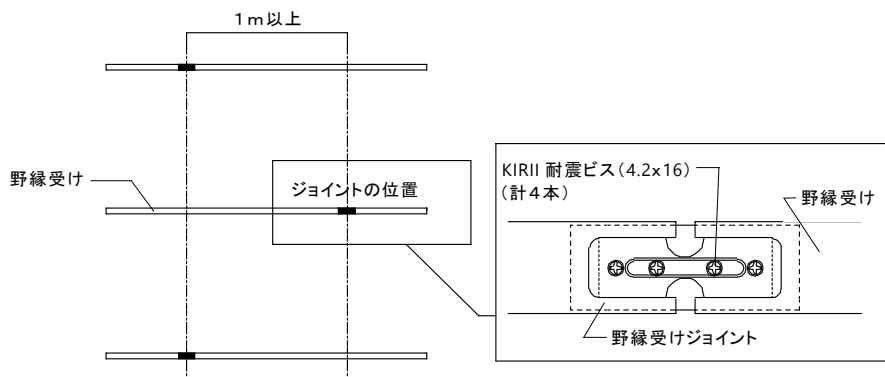 1m以上
野縁受け
ジョイントの位置
KIRII 耐震ビス(4.2x16)
(計4本)
野縁受け
野縁受けジョイント